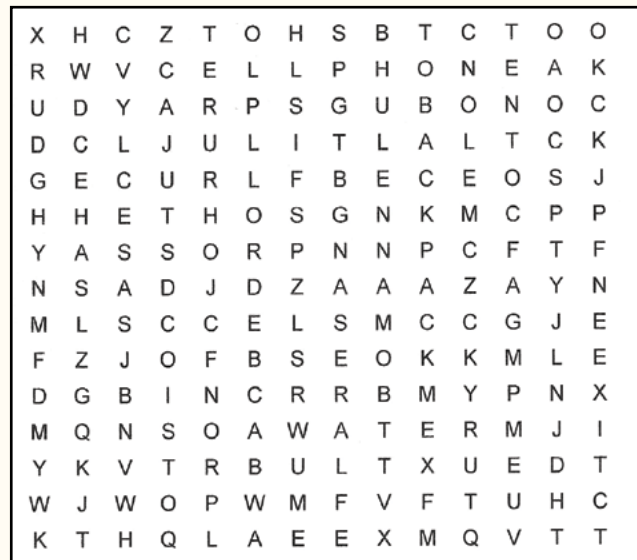 X H C Z T O H S B T C T O O
R W V C E L L P H O N E A K
U D Y A R P S G U B O N O C
D C L J U L I T L A L T C K
G E C U R L F B E C E O S J
H H E T H O S G N K M C P P
Y A S S O R P N N P C F T F
N S A D J D Z A A A Z A Y N
M L S C C E L S M C C G J E
F Z J O F B S E O K K M L E
D G B I N C R R B M Y P N X
M Q N S O A W A T E R M J I
Y K V T R B U L T X U E D T
W J W O P W M F V F T U H C
K T H Q L A E E X M Q V T T